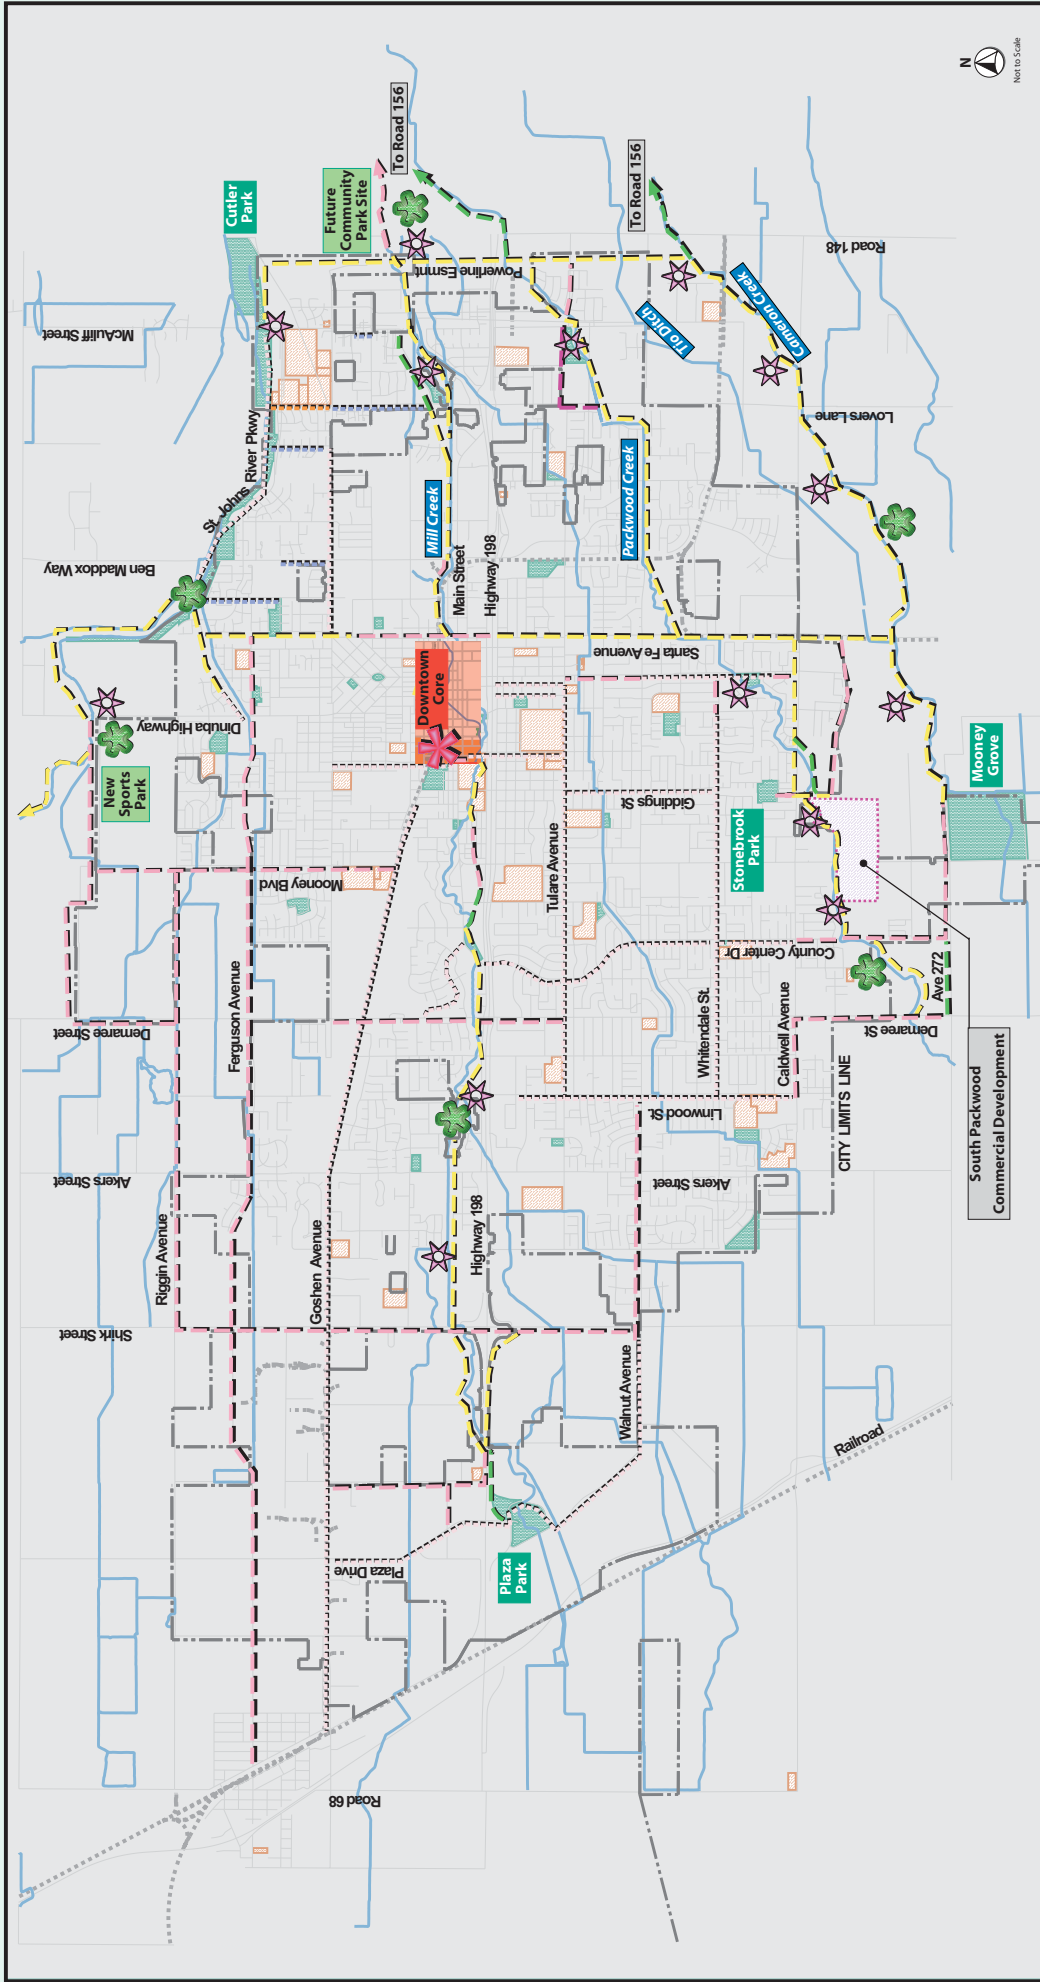 N
Not to Scale
To Road 156
Cutler
Park
Future
Community
Park Site
To Road 156
Road 148
Powerline Esmnt
Cameron Creek
Tio Ditch
McAuliff Street
Lovers Lane
St. Johns River Pkwy
Packwood Creek
Mill Creek
Ben Maddox Way
Main Street
Highway 198
Santa Fe Avenue
Downtown
Core
Dinuba Highway
Mooney
Grove
New
Sports
Park
Giddings St
Stonebrook
Park
Tulare Avenue
Mooney Blvd
County Center Dr
Ave 272
Ferguson Avenue
Demaree Street
Whitendale St.
Caldwell Avenue
Demaree St
South Packwood
Commercial Development
Linwood St.
CITY LIMITS LINE
Akers Street
Akers Street
Highway 198
Riggin Avenue
Goshen Avenue
Shirk Street
Walnut Avenue
Railroad
Plaza
Park
Plaza Drive
Road 68